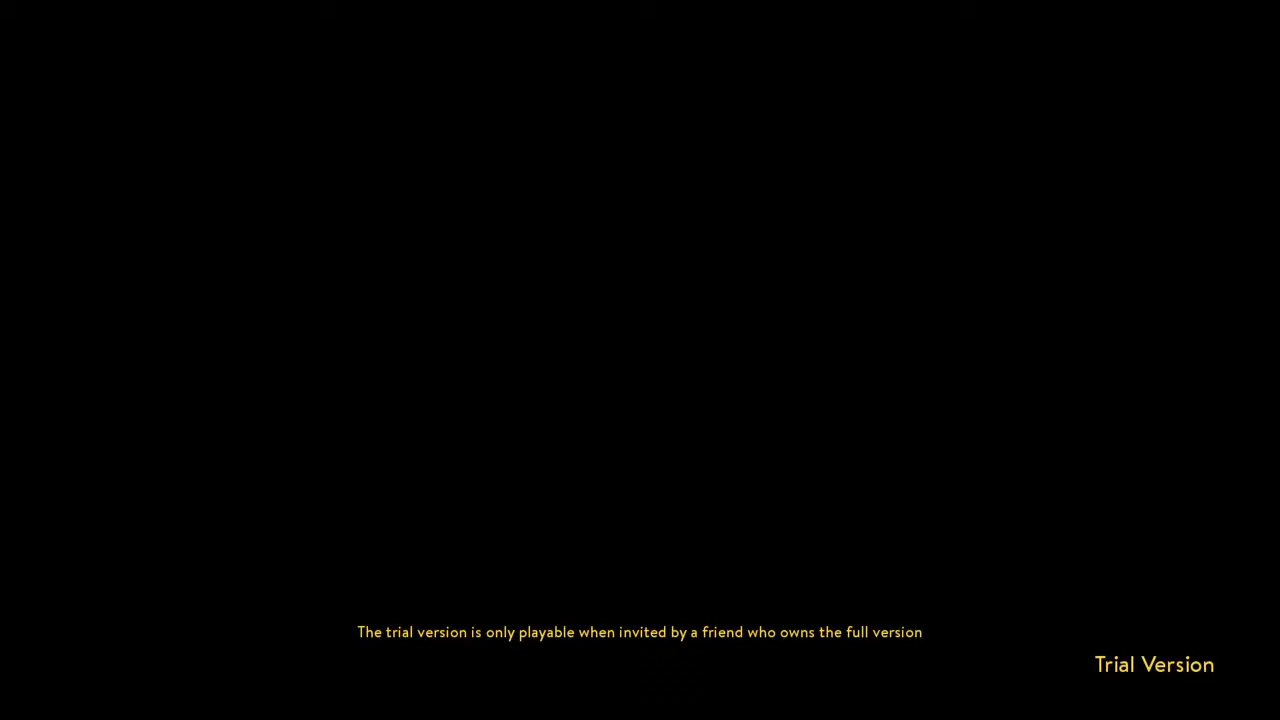 The trial version is only playable when invited by a friend who owns the full version
Trial Version